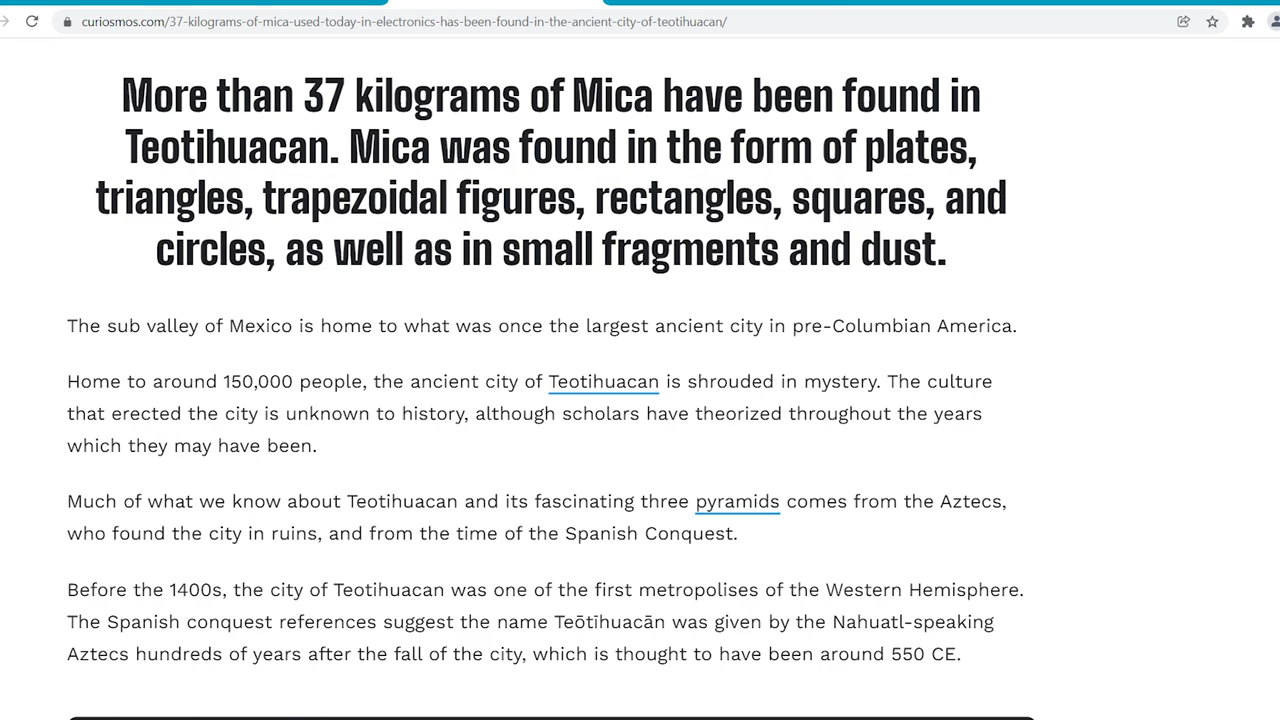 curiosmos.com/37-kilograms-of-mica-used-today-in-electronics-has-been-found-in-the-ancient-city-of-teotihuacan/
More than 37 kilograms of Mica have been found in
Teotihuacan. Mica was found in the form of plates,
triangles, trapezoidal figures, rectangles, squares, and
circles, as well as in small fragments and dust.
The sub valley of Mexico is home to what was once the largest ancient city in pre-Columbian America.
Home to around 150,000 people, the ancient city of Teotihuacan is shrouded in mystery. The culture
that erected the city is unknown to history, although scholars have theorized throughout the years
which they may have been.
Much of what we know about Teotihuacan and its fascinating three pyramids comes from the Aztecs,
who found the city in ruins, and from the time of the Spanish Conquest.
Before the 1400s, the city of Teotihuacan was one of the first metropolises of the Western Hemisphere.
The Spanish conquest references suggest the name Teōtīhuacān was given by the Nahuatl-speaking
Aztecs hundreds of years after the fall of the city, which is thought to have been around 550 CE.